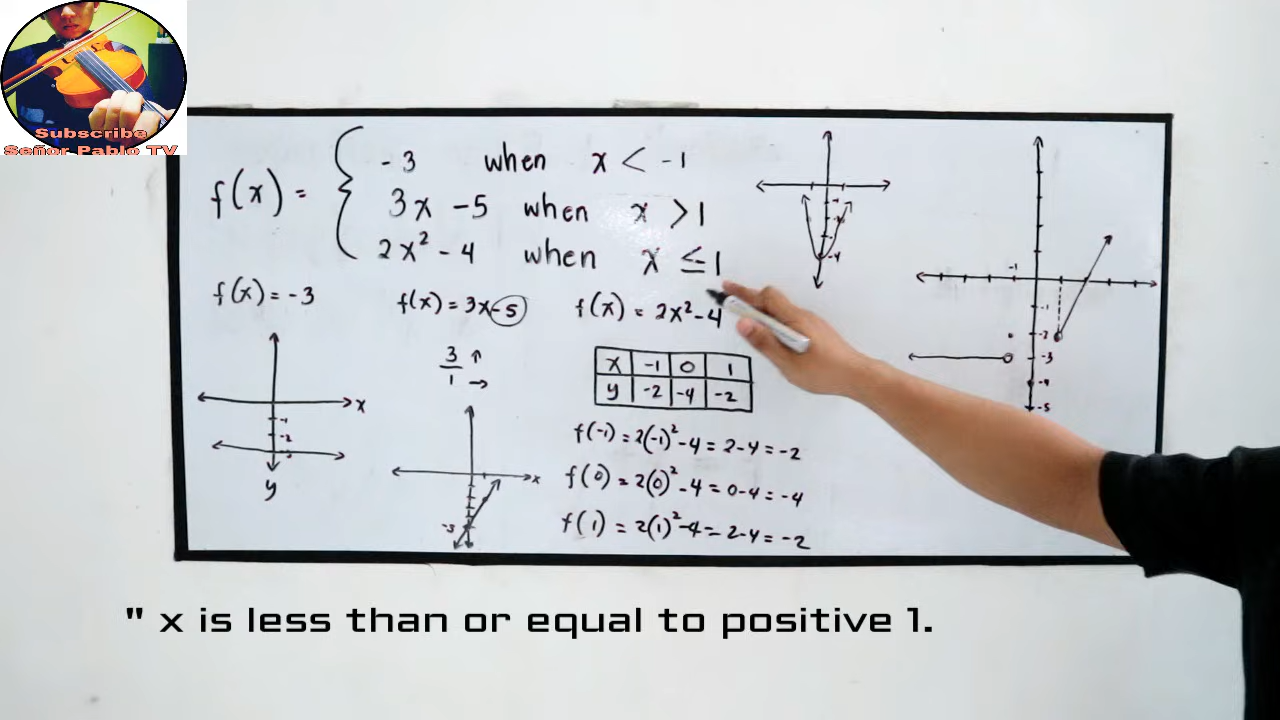 Subscribe
Señor Pablo TV
f(x) = { -3 when x < -1
3x - 5 when x > 1
2x² - 4 when x ≤ 1
f(x) = -3
f(x) = 3x - 5
f(x) = 2x² - 4
3/1 ↑ →
x -1 0 1
y -2 -4 -2
f(-1) = 2(-1)² - 4 = 2 - 4 = -2
f(0) = 2(0)² - 4 = 0 - 4 = -4
f(1) = 2(1)² - 4 = 2 - 4 = -2
x
-1
-2
-3
y
x
-5
-4
-1
-1
-2
-3
-4
-5
" x is less than or equal to positive 1.